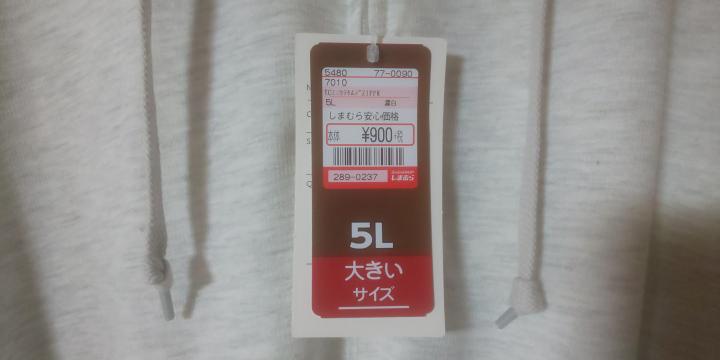 5480 77-0090
7010
5L 濃白
しまむら安心価格
本体 ¥900+税
289-0237 しまむら
5L
大きい
サイズ